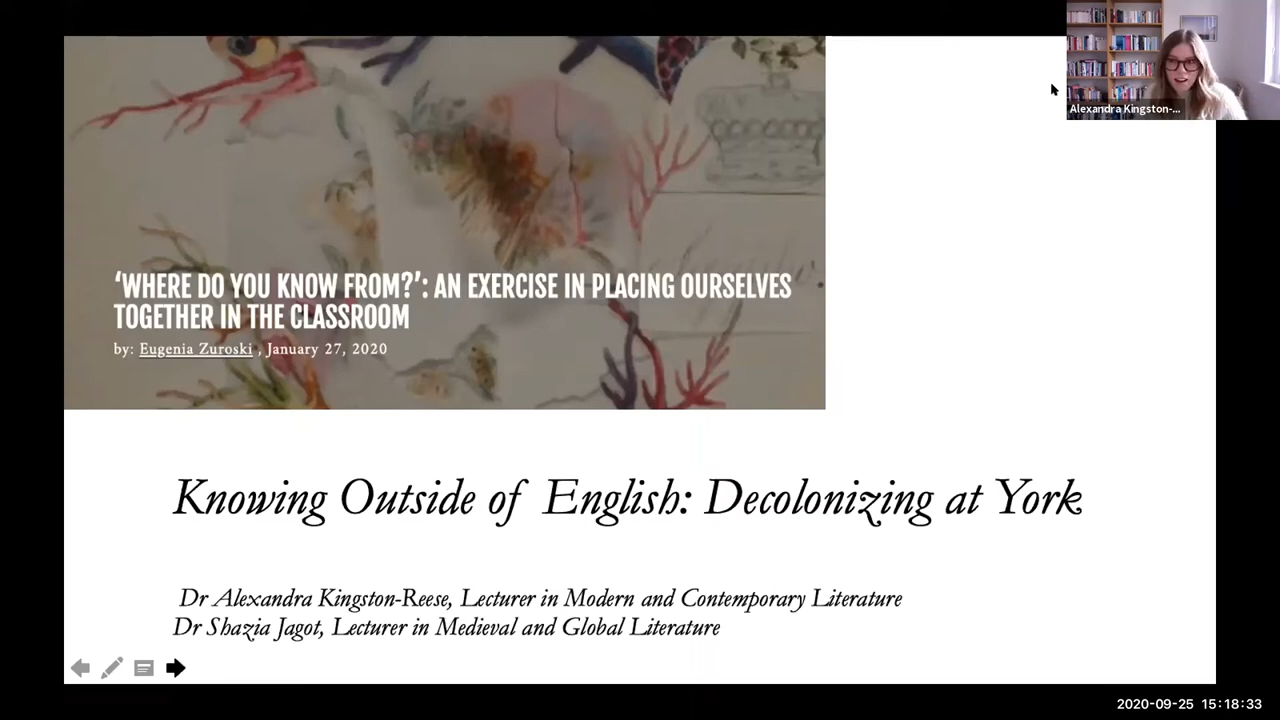 Alexandra Kingston-...
‘WHERE DO YOU KNOW FROM?’: AN EXERCISE IN PLACING OURSELVES
TOGETHER IN THE CLASSROOM
by: Eugenia Zuroski , January 27, 2020
Knowing Outside of English: Decolonizing at York
Dr Alexandra Kingston-Reese, Lecturer in Modern and Contemporary Literature
Dr Shazia Jagot, Lecturer in Medieval and Global Literature
2020-09-25 15:18:33